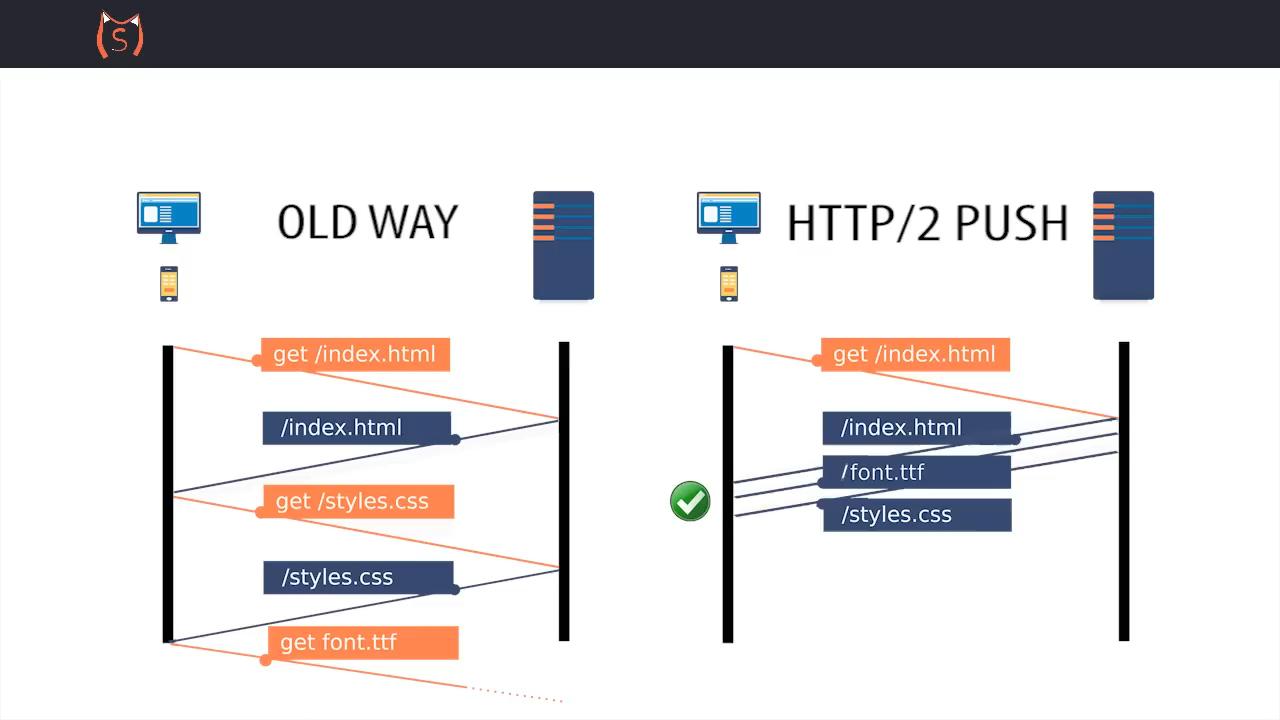 S
OLD WAY
get /index.html
/index.html
get /styles.css
/styles.css
get font.ttf
HTTP/2 PUSH
get /index.html
/index.html
/font.ttf
/styles.css